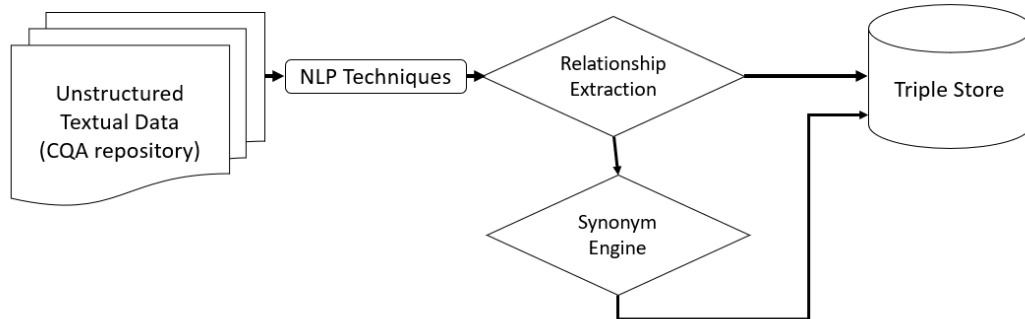 Unstructured
Textual Data
(CQA repository)
NLP Techniques
Relationship
Extraction
Triple Store
Synonym
Engine